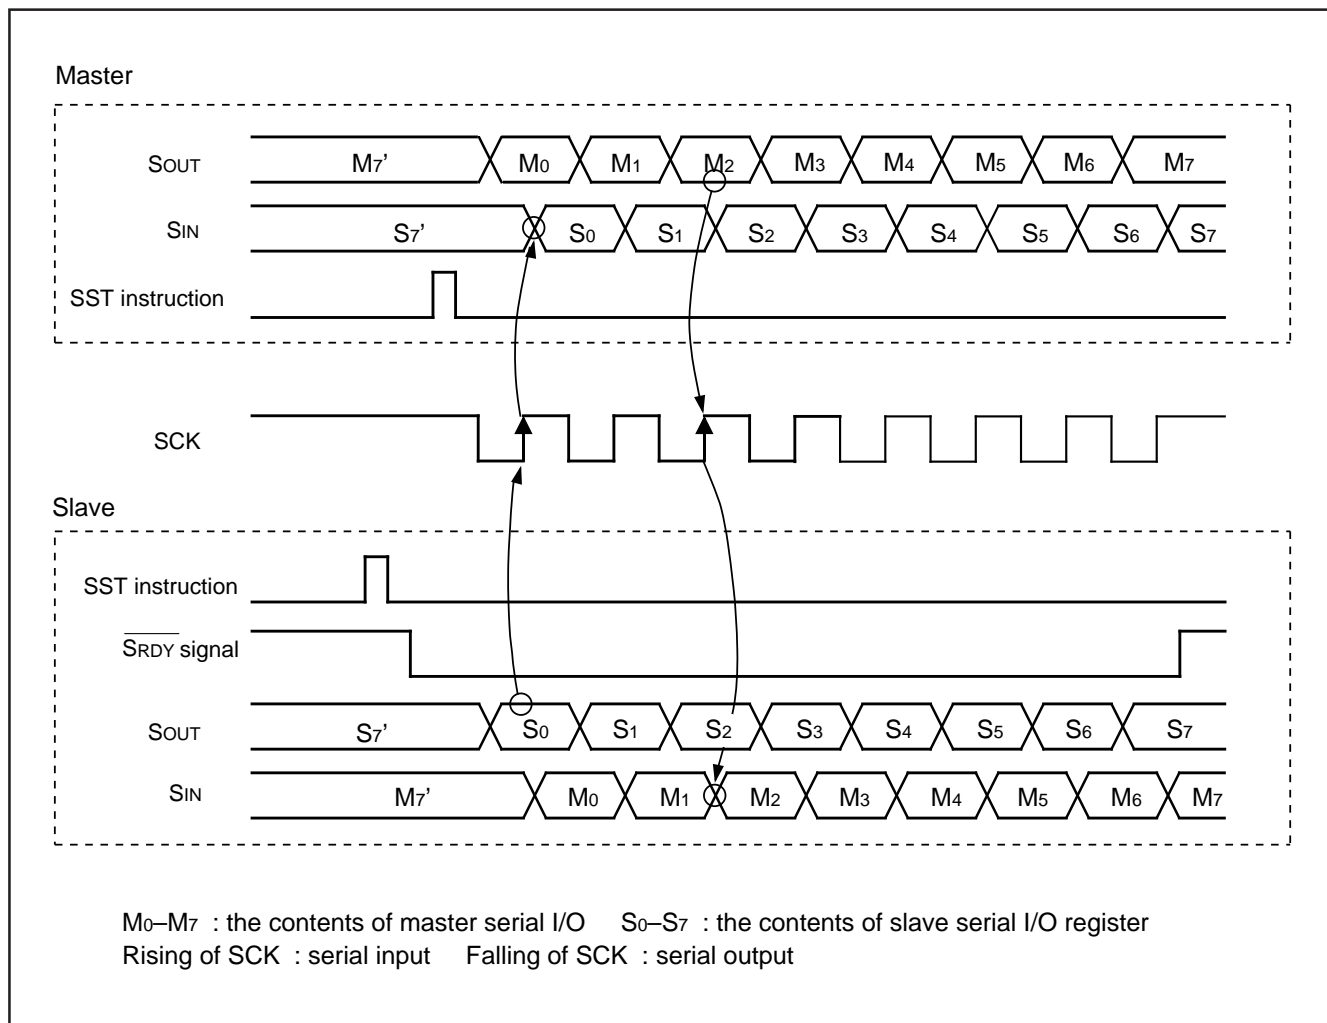 Master
SOUT M7' M0 M1 M2 M3 M4 M5 M6 M7
SIN S7' S0 S1 S2 S3 S4 S5 S6 S7
SST instruction
SCK
Slave
SST instruction
SRDY signal
SOUT S7' S0 S1 S2 S3 S4 S5 S6 S7
SIN M7' M0 M1 M2 M3 M4 M5 M6 M7
M0–M7 : the contents of master serial I/O S0–S7 : the contents of slave serial I/O register
Rising of SCK : serial input Falling of SCK : serial output